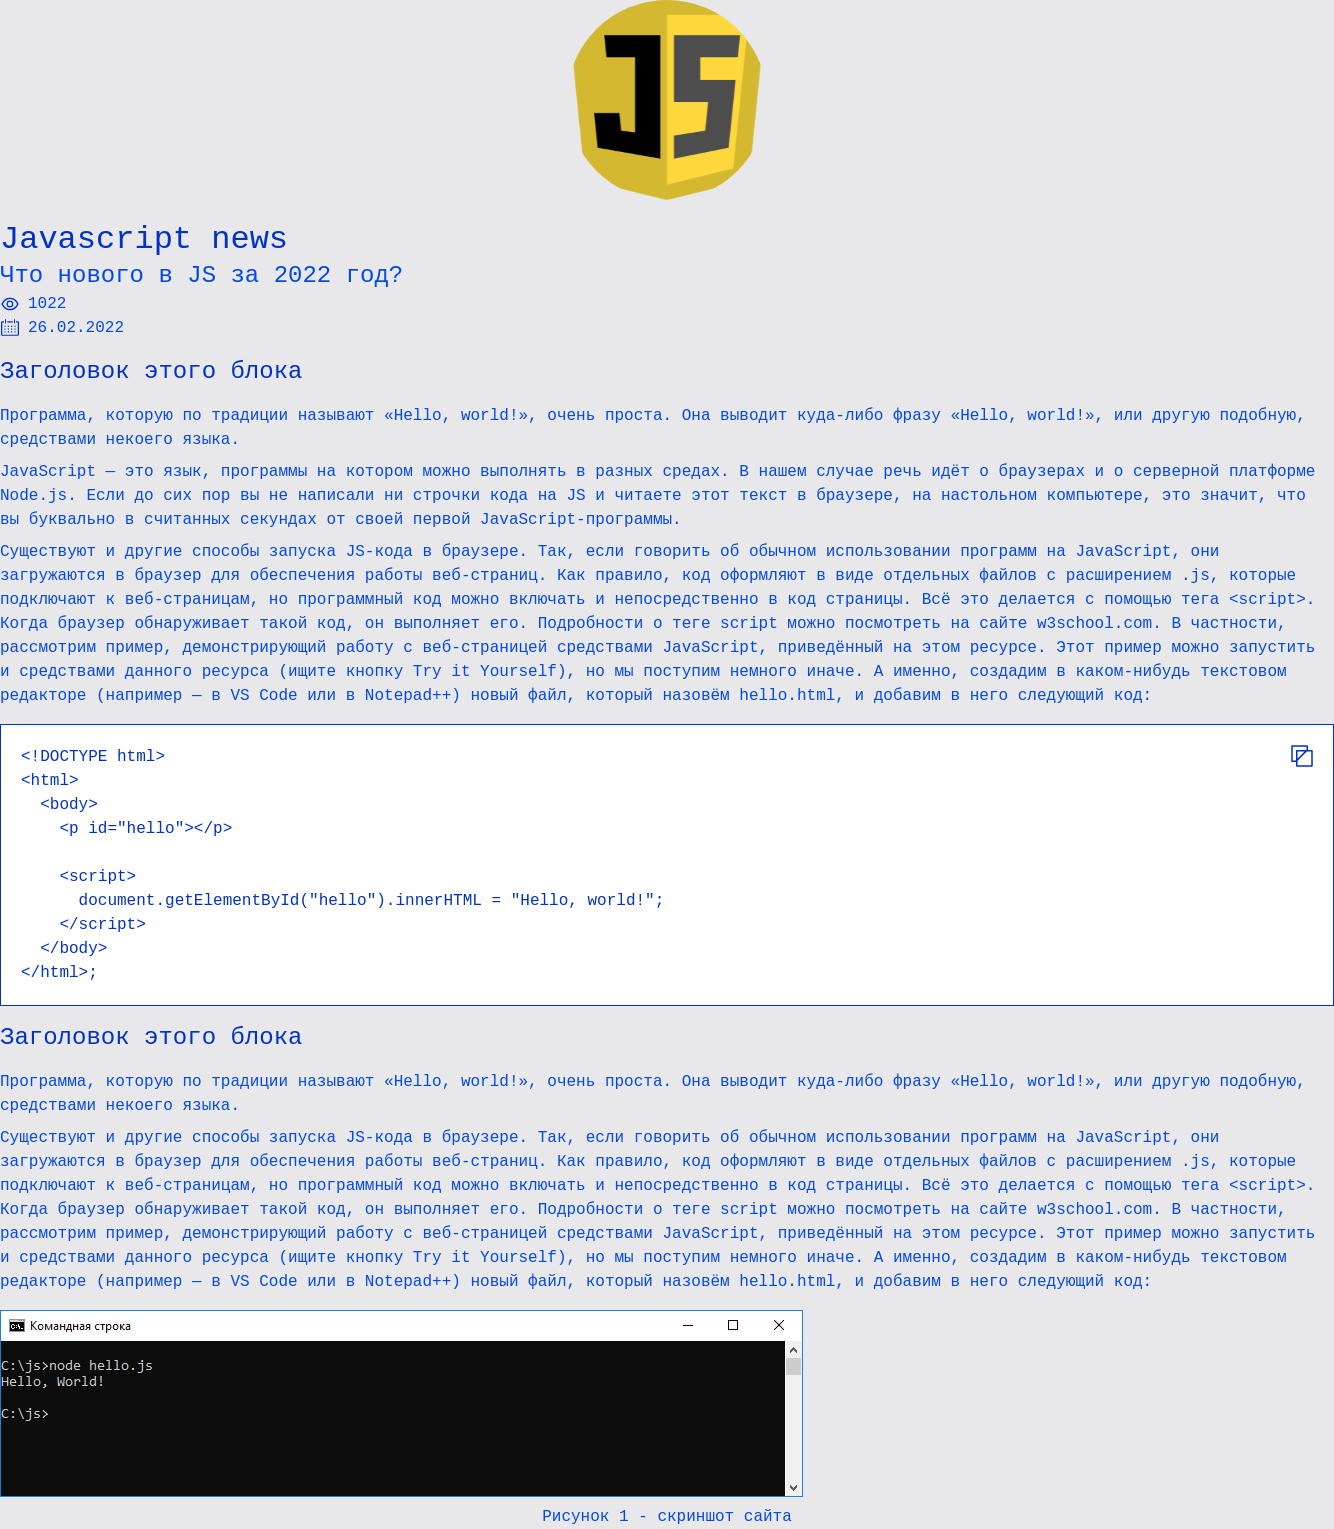 JS
Javascript news
Что нового в JS за 2022 год?
1022
26.02.2022
Заголовок этого блока
Программа, которую по традиции называют «Hello, world!», очень проста. Она выводит куда-либо фразу «Hello, world!», или другую подобную,
средствами некоего языка.
JavaScript — это язык, программы на котором можно выполнять в разных средах. В нашем случае речь идёт о браузерах и о серверной платформе
Node.js. Если до сих пор вы не написали ни строчки кода на JS и читаете этот текст в браузере, на настольном компьютере, это значит, что
вы буквально в считанных секундах от своей первой JavaScript-программы.
Существуют и другие способы запуска JS-кода в браузере. Так, если говорить об обычном использовании программ на JavaScript, они
загружаются в браузер для обеспечения работы веб-страниц. Как правило, код оформляют в виде отдельных файлов с расширением .js, которые
подключают к веб-страницам, но программный код можно включать и непосредственно в код страницы. Всё это делается с помощью тега <script>.
Когда браузер обнаруживает такой код, он выполняет его. Подробности о теге script можно посмотреть на сайте w3school.com. В частности,
рассмотрим пример, демонстрирующий работу с веб-страницей средствами JavaScript, приведённый на этом ресурсе. Этот пример можно запустить
и средствами данного ресурса (ищите кнопку Try it Yourself), но мы поступим немного иначе. А именно, создадим в каком-нибудь текстовом
редакторе (например — в VS Code или в Notepad++) новый файл, который назовём hello.html, и добавим в него следующий код:
<!DOCTYPE html>
<html>
  <body>
    <p id="hello"></p>
    <script>
      document.getElementById("hello").innerHTML = "Hello, world!";
    </script>
  </body>
</html>;
Заголовок этого блока
Программа, которую по традиции называют «Hello, world!», очень проста. Она выводит куда-либо фразу «Hello, world!», или другую подобную,
средствами некоего языка.
Существуют и другие способы запуска JS-кода в браузере. Так, если говорить об обычном использовании программ на JavaScript, они
загружаются в браузер для обеспечения работы веб-страниц. Как правило, код оформляют в виде отдельных файлов с расширением .js, которые
подключают к веб-страницам, но программный код можно включать и непосредственно в код страницы. Всё это делается с помощью тега <script>.
Когда браузер обнаруживает такой код, он выполняет его. Подробности о теге script можно посмотреть на сайте w3school.com. В частности,
рассмотрим пример, демонстрирующий работу с веб-страницей средствами JavaScript, приведённый на этом ресурсе. Этот пример можно запустить
и средствами данного ресурса (ищите кнопку Try it Yourself), но мы поступим немного иначе. А именно, создадим в каком-нибудь текстовом
редакторе (например — в VS Code или в Notepad++) новый файл, который назовём hello.html, и добавим в него следующий код:
Командная строка
C:\js>node hello.js
Hello, World!
C:\js>
Рисунок 1 - скриншот сайта